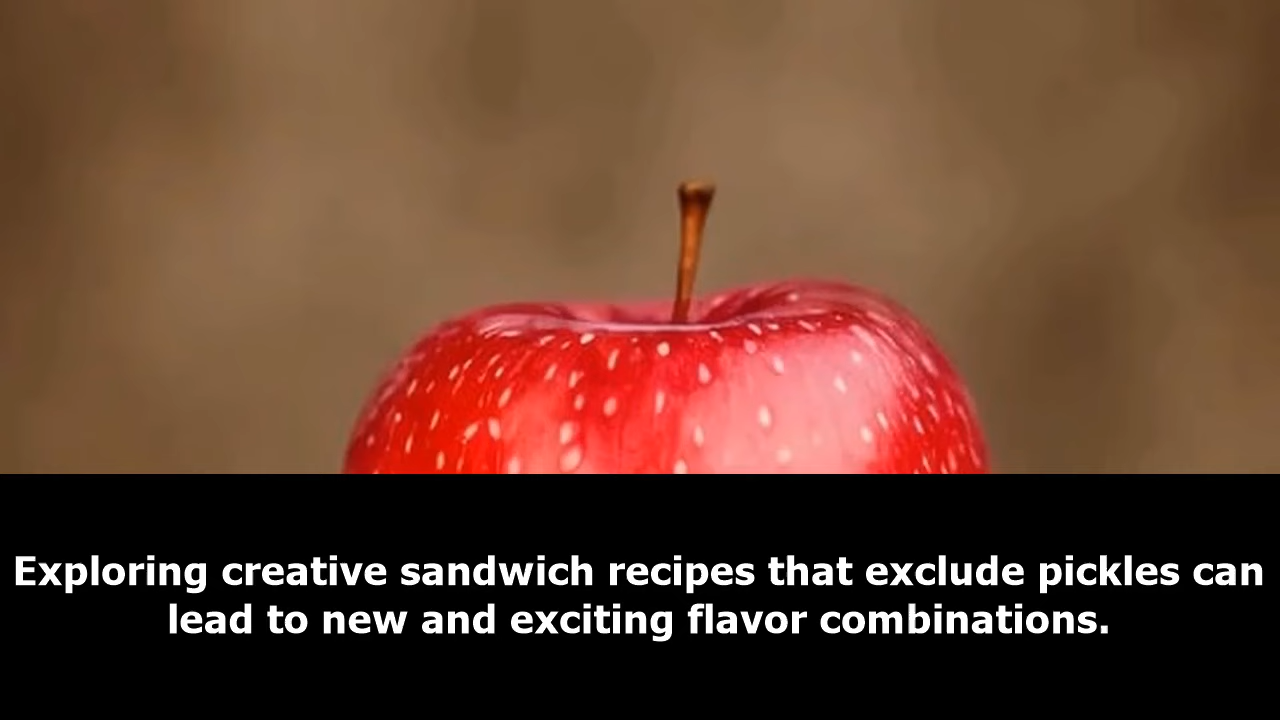 Exploring creative sandwich recipes that exclude pickles can
lead to new and exciting flavor combinations.